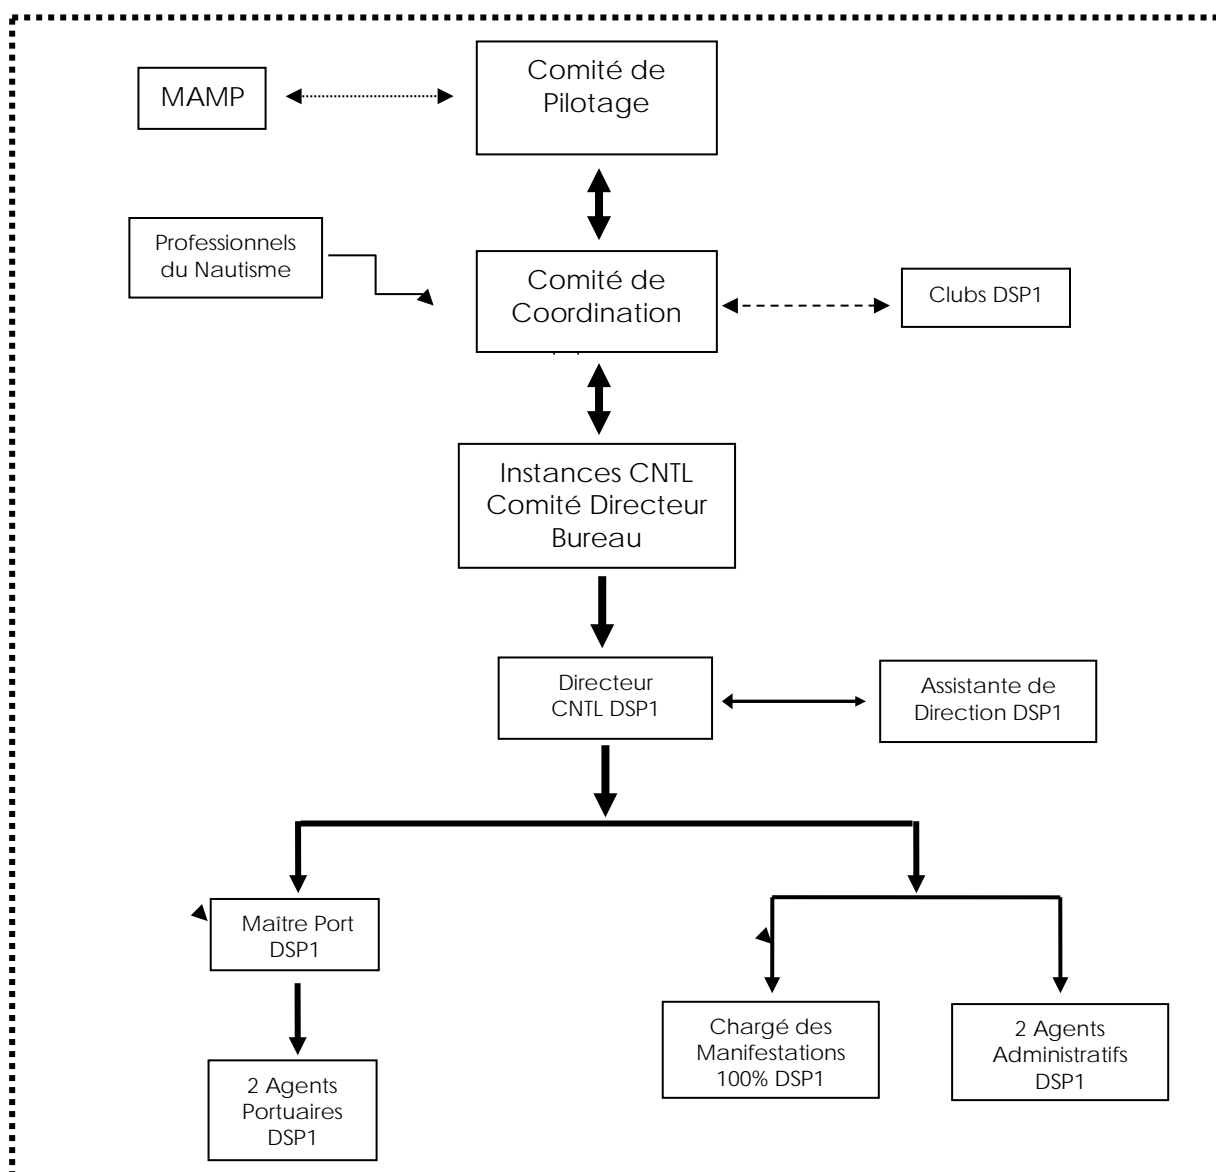 MAMP
Comité de
Pilotage
Professionnels
du Nautisme
Comité de
Coordination
Clubs DSP1
Instances CNTL
Comité Directeur
Bureau
Directeur
CNTL DSP1
Assistante de
Direction DSP1
Maître Port
DSP1
2 Agents
Portuaires
DSP1
Chargé des
Manifestations
100% DSP1
2 Agents
Administratifs
DSP1